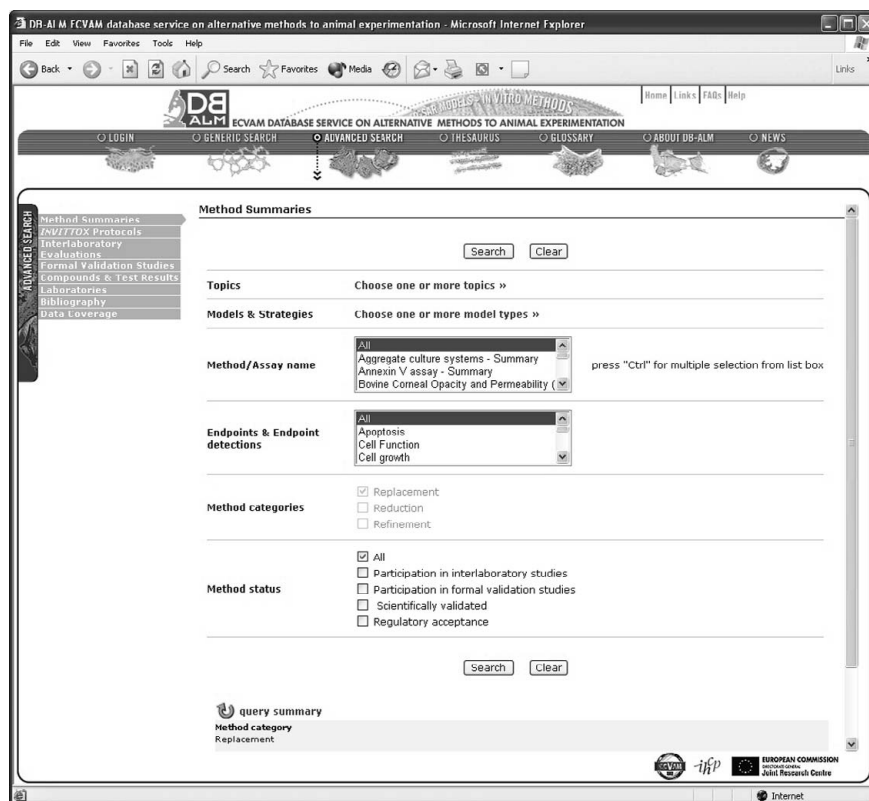 DB-ALM ECVAM database service on alternative methods to animal experimentation - Microsoft Internet Explorer
File Edit View Favorites Tools Help
Back Search Favorites Media Links
Home Links FAQs Help
DB ALM
IN VITRO METHODS
ECVAM DATABASE SERVICE ON ALTERNATIVE METHODS TO ANIMAL EXPERIMENTATION
LOGIN GENERIC SEARCH ADVANCED SEARCH THESAURUS GLOSSARY ABOUT DB-ALM NEWS
ADVANCED SEARCH
Method Summaries
INVITTOX Protocols
Interlaboratory
Evaluations
Formal Validation Studies
Compounds & Test Results
Laboratories
Bibliography
Data Coverage
Method Summaries
Search Clear
Topics Choose one or more topics »
Models & Strategies Choose one or more model types »
Method/Assay name
All
Aggregate culture systems - Summary
Annexin V assay - Summary
Bovine Corneal Opacity and Permeability (
press "Ctrl" for multiple selection from list box
Endpoints & Endpoint
detections
All
Apoptosis
Cell Function
Cell growth
Method categories
Replacement
Reduction
Refinement
Method status
All
Participation in interlaboratory studies
Participation in formal validation studies
Scientifically validated
Regulatory acceptance
Search Clear
query summary
Method category
Replacement
ECVAM
ihcp
EUROPEAN COMMISSION
DIRECTORATE GENERAL
Joint Research Centre
Internet